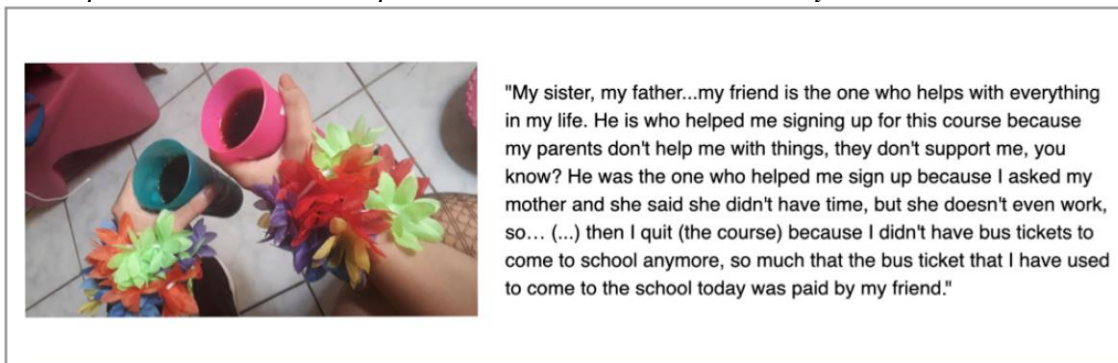 "My sister, my father...my friend is the one who helps with everything
in my life. He is who helped me signing up for this course because
my parents don't help me with things, they don't support me, you
know? He was the one who helped me sign up because I asked my
mother and she said she didn't have time, but she doesn't even work,
so... (...) then I quit (the course) because I didn't have bus tickets to
come to school anymore, so much that the bus ticket that I have used
to come to the school today was paid by my friend."